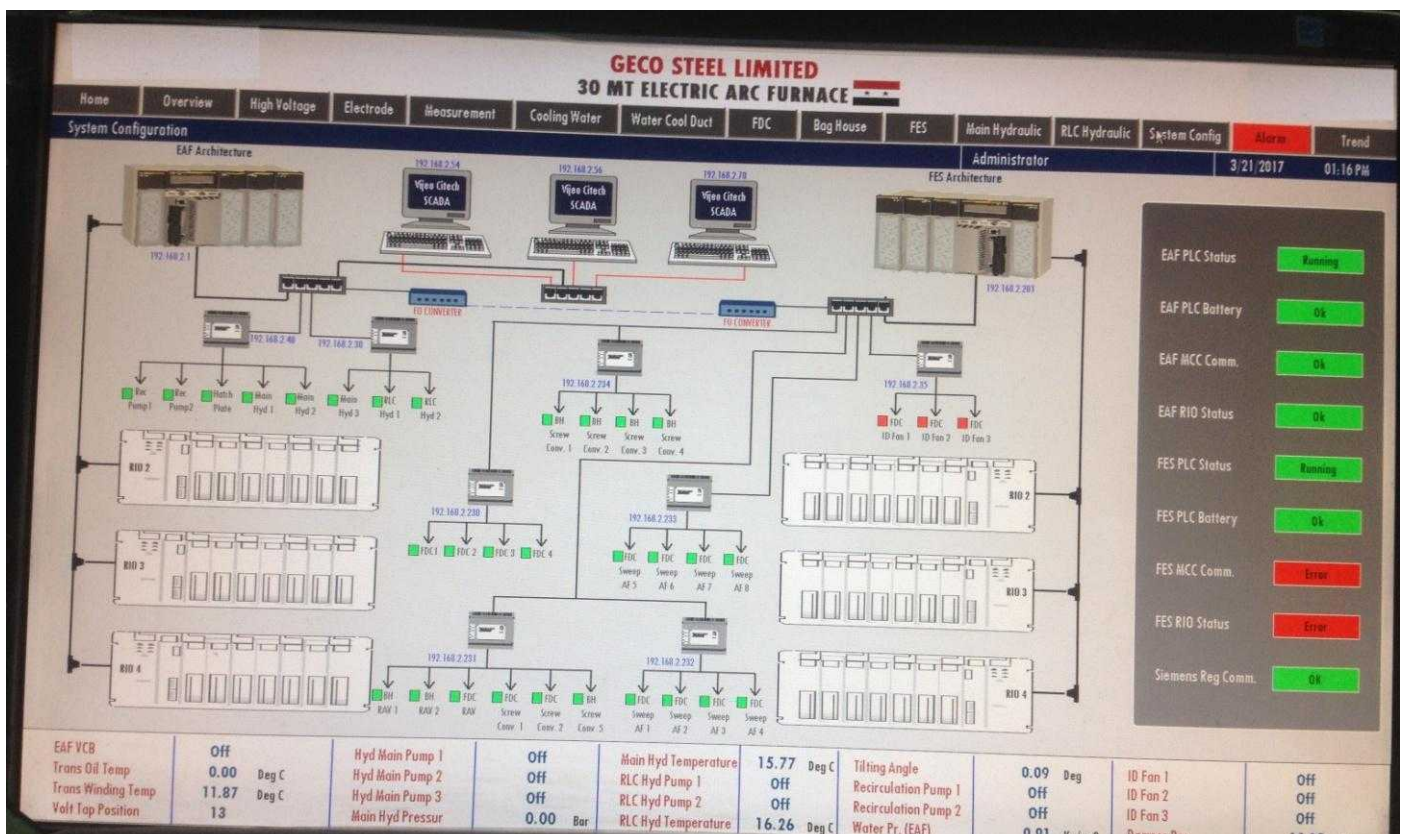 GECO STEEL LIMITED
30 MT ELECTRIC ARC FURNACE
Home Overview High Voltage Electrode Measurement Cooling Water Water Cool Duct FDC Bag House FES Main Hydraulic RLC Hydraulic System Config Alarm Trend
System Configuration Administrator 3/21/2017 01:16 PM
EAF Architecture
FES Architecture
192.168.2.54
192.168.2.56
192.168.2.70
Vijeo Citech SCADA
Vijeo Citech SCADA
Vijeo Citech SCADA
192.168.2.1
192.168.2.203
FO CONVERTER
FO CONVERTER
192.168.2.40
192.168.2.30
192.168.2.234
192.168.2.35
Rec Pump1
Rec Pump2
Hatch Plate
Main Hyd 1
Main Hyd 2
Main Hyd 3
RLC Hyd 1
RLC Hyd 2
BH Screw Conv. 1
BH Screw Conv. 2
BH Screw Conv. 3
BH Screw Conv. 4
FDC ID Fan 1
FDC ID Fan 2
FDC ID Fan 3
RIO 2
RIO 2
192.168.2.230
192.168.2.233
FDC 1 FDC 2 FDC 3 FDC 4
FDC Sweep AF 5
FDC Sweep AF 6
FDC Sweep AF 7
FDC Sweep AF 8
RIO 3
RIO 3
192.168.2.231
192.168.2.232
RIO 4
RIO 4
BH RAV 1
BH RAV 2
FDC RAV
FDC Screw Conv. 1
FDC Screw Conv. 2
BH Screw Conv. 5
FDC Sweep AF 1
FDC Sweep AF 2
FDC Sweep AF 3
FDC Sweep AF 4
EAF PLC Status Running
EAF PLC Battery Ok
EAF MCC Comm. Ok
EAF RIO Status Ok
FES PLC Status Running
FES PLC Battery Ok
FES MCC Comm. Error
FES RIO Status Error
Siemens Reg Comm. OK
EAF VCB Off
Trans Oil Temp 0.00 Deg C
Trans Winding Temp 11.87 Deg C
Volt Tap Position 13
Hyd Main Pump 1 Off
Hyd Main Pump 2 Off
Hyd Main Pump 3 Off
Main Hyd Pressur 0.00 Bar
Main Hyd Temperature 15.77 Deg C
RLC Hyd Pump 1 Off
RLC Hyd Pump 2 Off
RLC Hyd Temperature 16.26 Deg C
Tilting Angle 0.09 Deg
Recirculation Pump 1 Off
Recirculation Pump 2 Off
Water Pr. (EAF)
ID Fan 1 Off
ID Fan 2 Off
ID Fan 3 Off